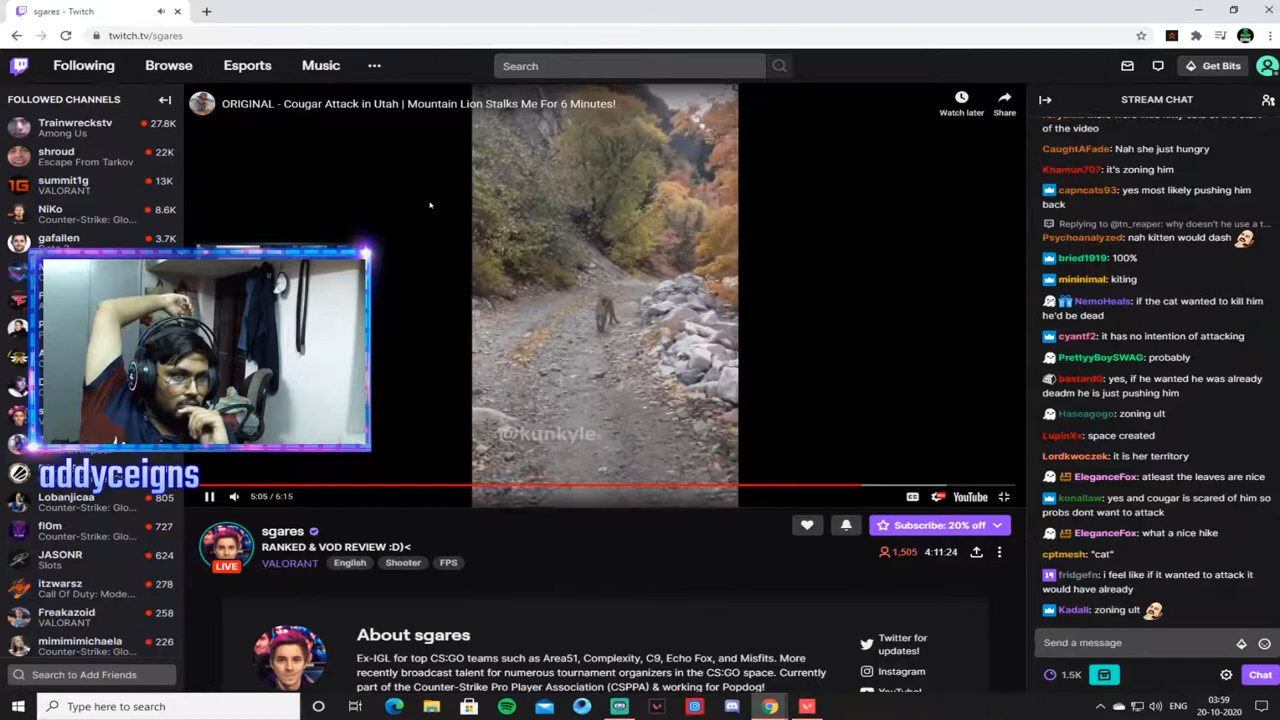 sgares - Twitch
twitch.tv/sgares
Following
Browse
Esports
Music
Search
Get Bits
FOLLOWED CHANNELS
Trainwreckstv
27.8K
Among Us
shroud
22K
Escape From Tarkov
summit1g
13K
VALORANT
NiKo
8.6K
Counter-Strike: Glo...
gafallen
3.7K
addyceigns
Lobanjicaa
805
Counter-Strike: Glo...
fl0m
727
Counter-Strike: Glo...
JASONR
624
Slots
itzwarsz
278
Call Of Duty: Mode...
Freakazoid
258
VALORANT
mimimimichaela
226
Counter-Strike: Glo...
Search to Add Friends
ORIGINAL - Cougar Attack in Utah | Mountain Lion Stalks Me For 6 Minutes!
Watch later
Share
@kunkyle
5:05 / 6:15
YouTube
sgares
RANKED & VOD REVIEW :D)<
VALORANT
English
Shooter
FPS
LIVE
Subscribe: 20% off
1,505
4:11:24
About sgares
Ex-IGL for top CS:GO teams such as Area51, Complexity, C9, Echo Fox, and Misfits. More
recently broadcast talent for numerous tournament organizers in the CS:GO space. Currently
part of the Counter-Strike Pro Player Association (CSPPA) & working for Popdog!
Twitter for
updates!
Instagram
STREAM CHAT
of the video
CaughtAFade: Nah she just hungry
Khamun707: it's zoning him
capncats93: yes most likely pushing him
back
Replying to @tn_reaper: why doesn't he use a t...
Psychoanalyzed: nah kitten would dash
bried1919: 100%
mininimal: kiting
NemoHeals: if the cat wanted to kill him
he'd be dead
cyantf2: it has no intention of attacking
PrettyyBoySWAG: probably
bastard0: yes, if he wanted he was already
deadm he is just pushing him
Haseagogo: zoning ult
LupinXv: space created
Lordkwoczek: it is her territory
EleganceFox: atleast the leaves are nice
konallaw: yes and cougar is scared of him so
probs dont want to attack
EleganceFox: what a nice hike
cptmesh: "cat"
fridgefn: i feel like if it wanted to attack it
would have already
Kadali: zoning ult
Send a message
1.5K
Chat
Type here to search
ENG
03:59
20-10-2020